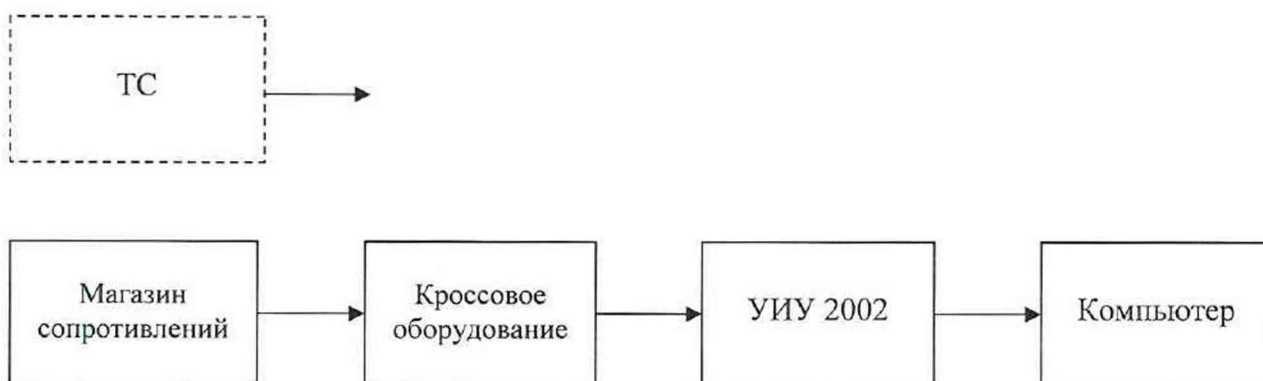 ТС
Магазин
сопротивлений
Кроссовое
оборудование
УИУ 2002
Компьютер